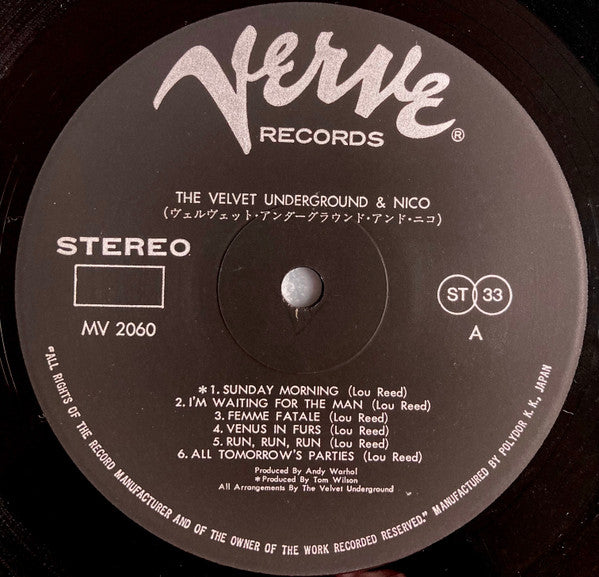 Verve
RECORDS ®
THE VELVET UNDERGROUND & NICO
(ヴェルヴェット・アンダーグラウンド・アンド・ニコ)
STEREO
MV 2060
ST 33
A
*1. SUNDAY MORNING (Lou Reed)
2. I'M WAITING FOR THE MAN (Lou Reed)
3. FEMME FATALE (Lou Reed)
4. VENUS IN FURS (Lou Reed)
5. RUN, RUN, RUN (Lou Reed)
6. ALL TOMORROW'S PARTIES (Lou Reed)
Produced By Andy Warhol
*Produced By Tom Wilson
All Arrangements By The Velvet Underground
"ALL RIGHTS OF THE RECORD MANUFACTURER AND OF THE OWNER OF THE WORK RECORDED RESERVED." MANUFACTURED BY POLYDOR K. K., JAPAN